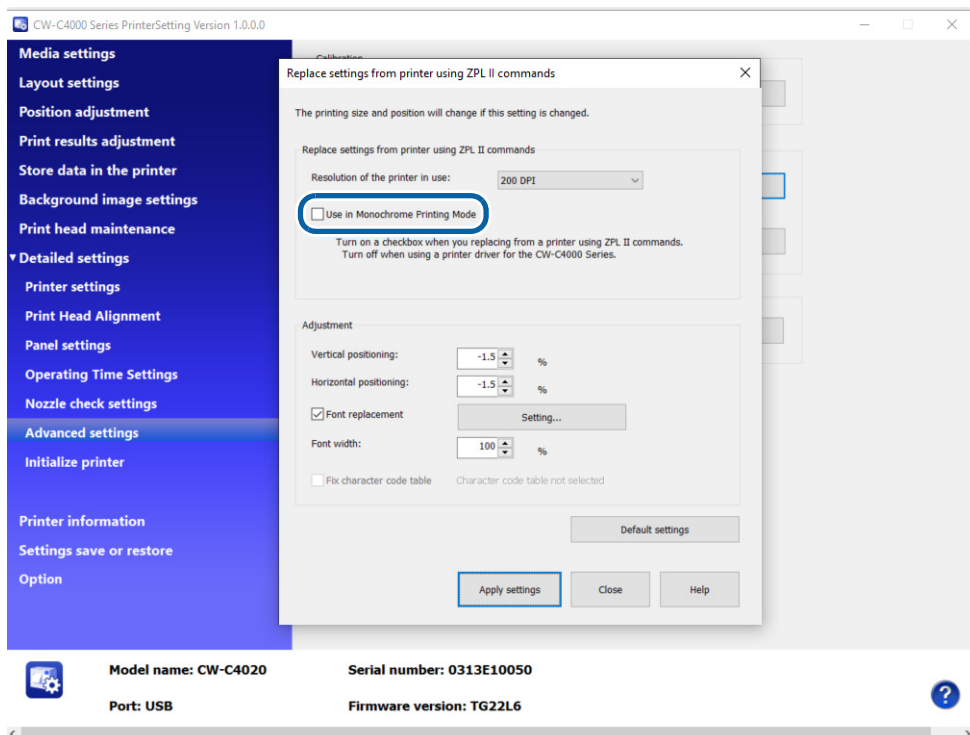 CW-C4000 Series PrinterSetting Version 1.0.0.0
Media settings
Layout settings
Position adjustment
Print results adjustment
Store data in the printer
Background image settings
Print head maintenance
Detailed settings
Printer settings
Print Head Alignment
Panel settings
Operating Time Settings
Nozzle check settings
Advanced settings
Initialize printer
Printer information
Settings save or restore
Option
Calibration
Replace settings from printer using ZPL II commands
The printing size and position will change if this setting is changed.
Replace settings from printer using ZPL II commands
Resolution of the printer in use: 200 DPI
Use in Monochrome Printing Mode
Turn on a checkbox when you replacing from a printer using ZPL II commands.
Turn off when using a printer driver for the CW-C4000 Series.
Adjustment
Vertical positioning: -1.5 %
Horizontal positioning: -1.5 %
Font replacement Setting...
Font width: 100 %
Fix character code table Character code table not selected
Default settings
Apply settings Close Help
Model name: CW-C4020 Serial number: 0313E10050
Port: USB Firmware version: TG22L6
?